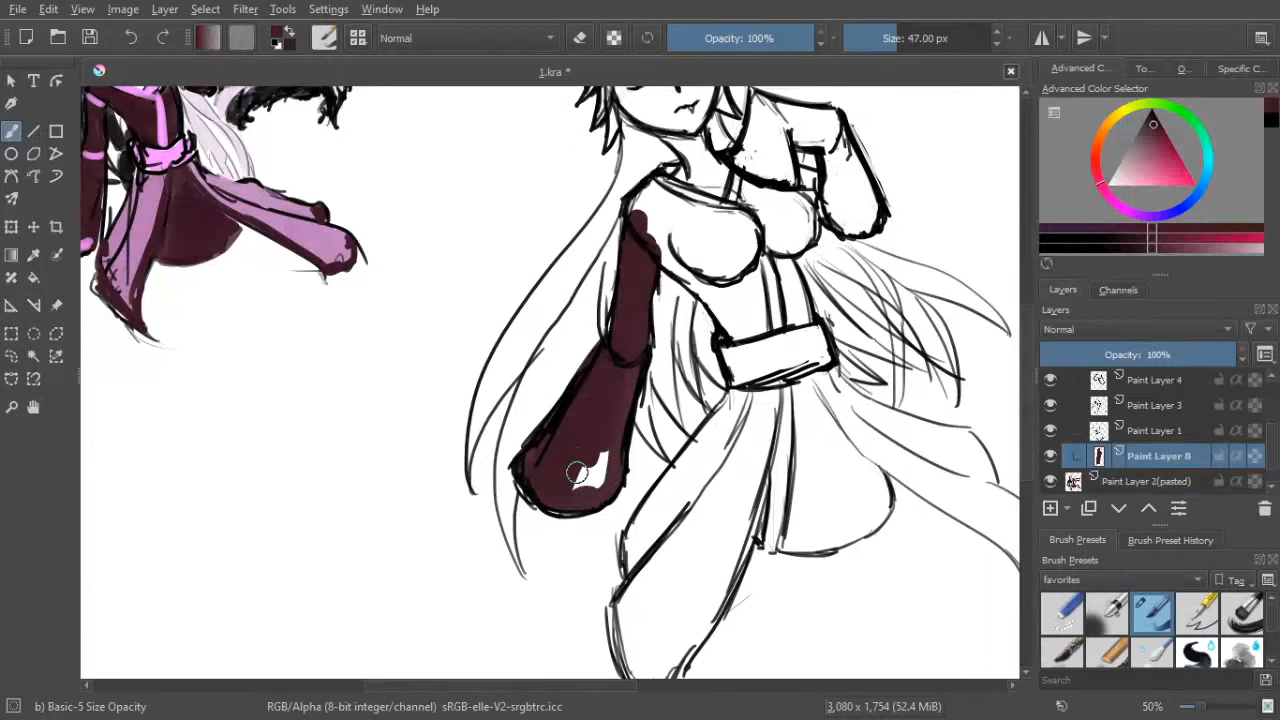 File Edit View Image Layer Select Filter Tools Settings Window Help
Normal Opacity: 100% Size: 47.00 px
1.kra *
Advanced C... To... O... Specific C...
Advanced Color Selector
Layers Channels
Layers
Normal
Opacity: 100%
Paint Layer 4
Paint Layer 3
Paint Layer 1
Paint Layer 8
Paint Layer 2(pasted)
Brush Presets Brush Preset History
Brush Presets
favorites Tag
Search
b) Basic-5 Size Opacity RGB/Alpha (8-bit integer/channel) sRGB-elle-V2-srgbtrc.icc 3,080 x 1,754 (52.4 MiB) 50%